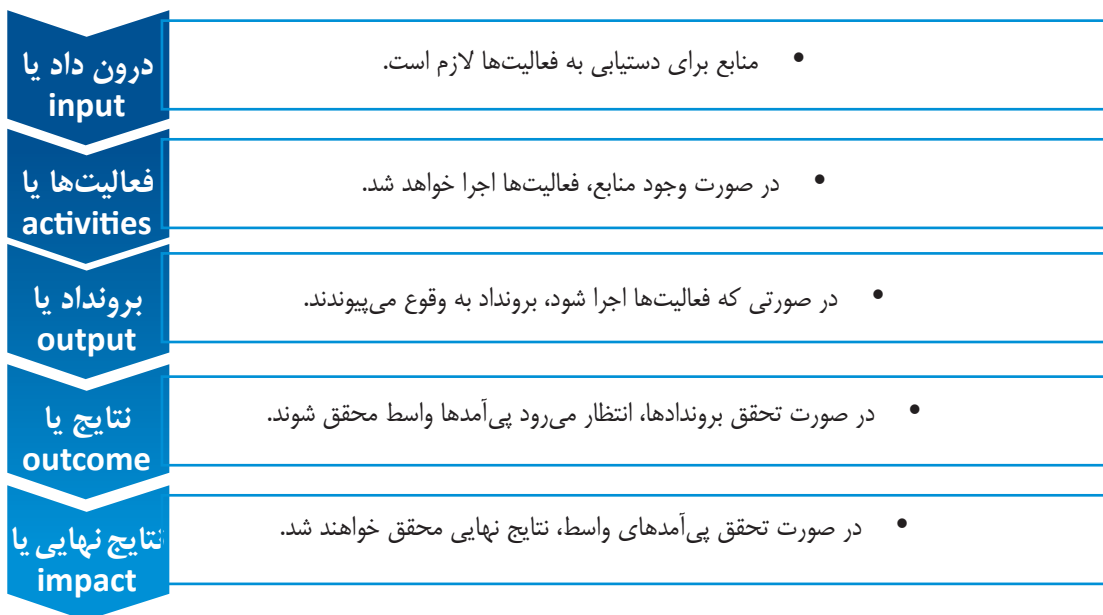 درون داد یا
input
• منابع برای دستیابی به فعالیت‌ها لازم است.
فعالیت‌ها یا
activities
• در صورت وجود منابع، فعالیت‌ها اجرا خواهد شد.
برونداد یا
output
• در صورتی که فعالیت‌ها اجرا شود، برونداد به وقوع می‌پیوندند.
نتایج یا
outcome
• در صورت تحقق بروندادها، انتظار می‌رود پی‌آمدها واسط محقق شوند.
نتایج نهایی یا
impact
• در صورت تحقق پی‌آمدهای واسط، نتایج نهایی محقق خواهند شد.